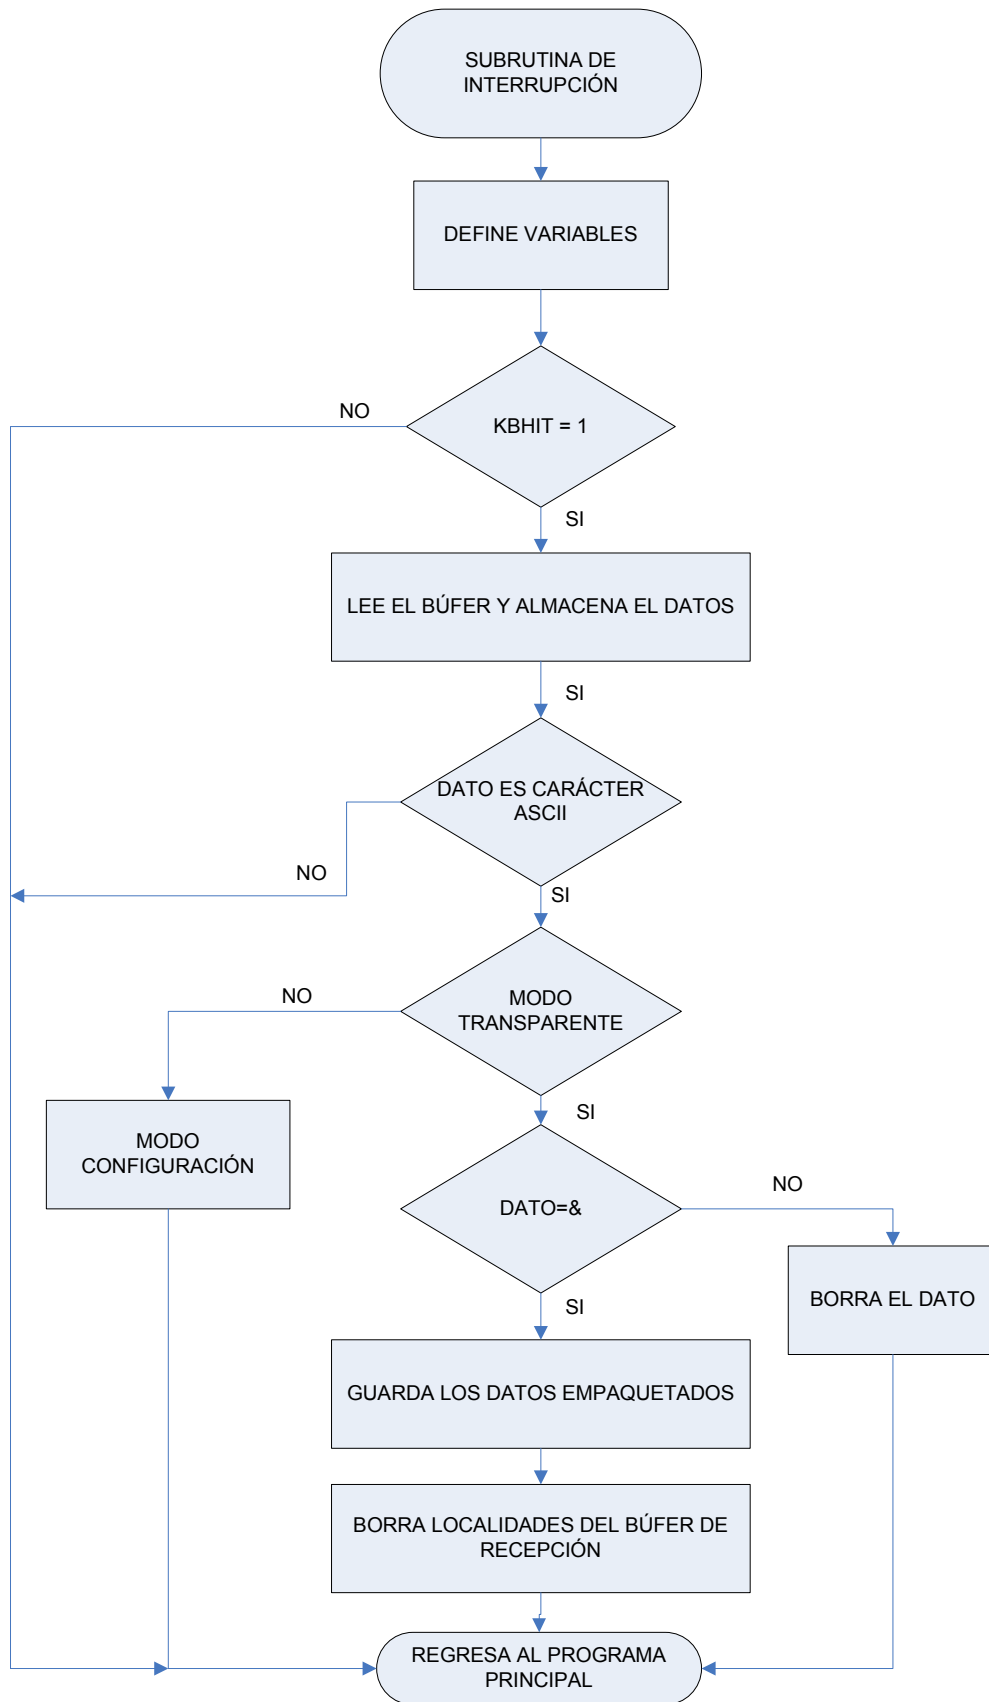 SUBRUTINA DE
INTERRUPCIÓN
DEFINE VARIABLES
NO
KBHIT = 1
SI
LEE EL BÚFER Y ALMACENA EL DATOS
SI
DATO ES CARÁCTER
ASCII
NO
SI
NO
MODO
TRANSPARENTE
SI
MODO
CONFIGURACIÓN
DATO=&
NO
SI
BORRA EL DATO
GUARDA LOS DATOS EMPAQUETADOS
BORRA LOCALIDADES DEL BÚFER DE
RECEPCIÓN
REGRESA AL PROGRAMA
PRINCIPAL